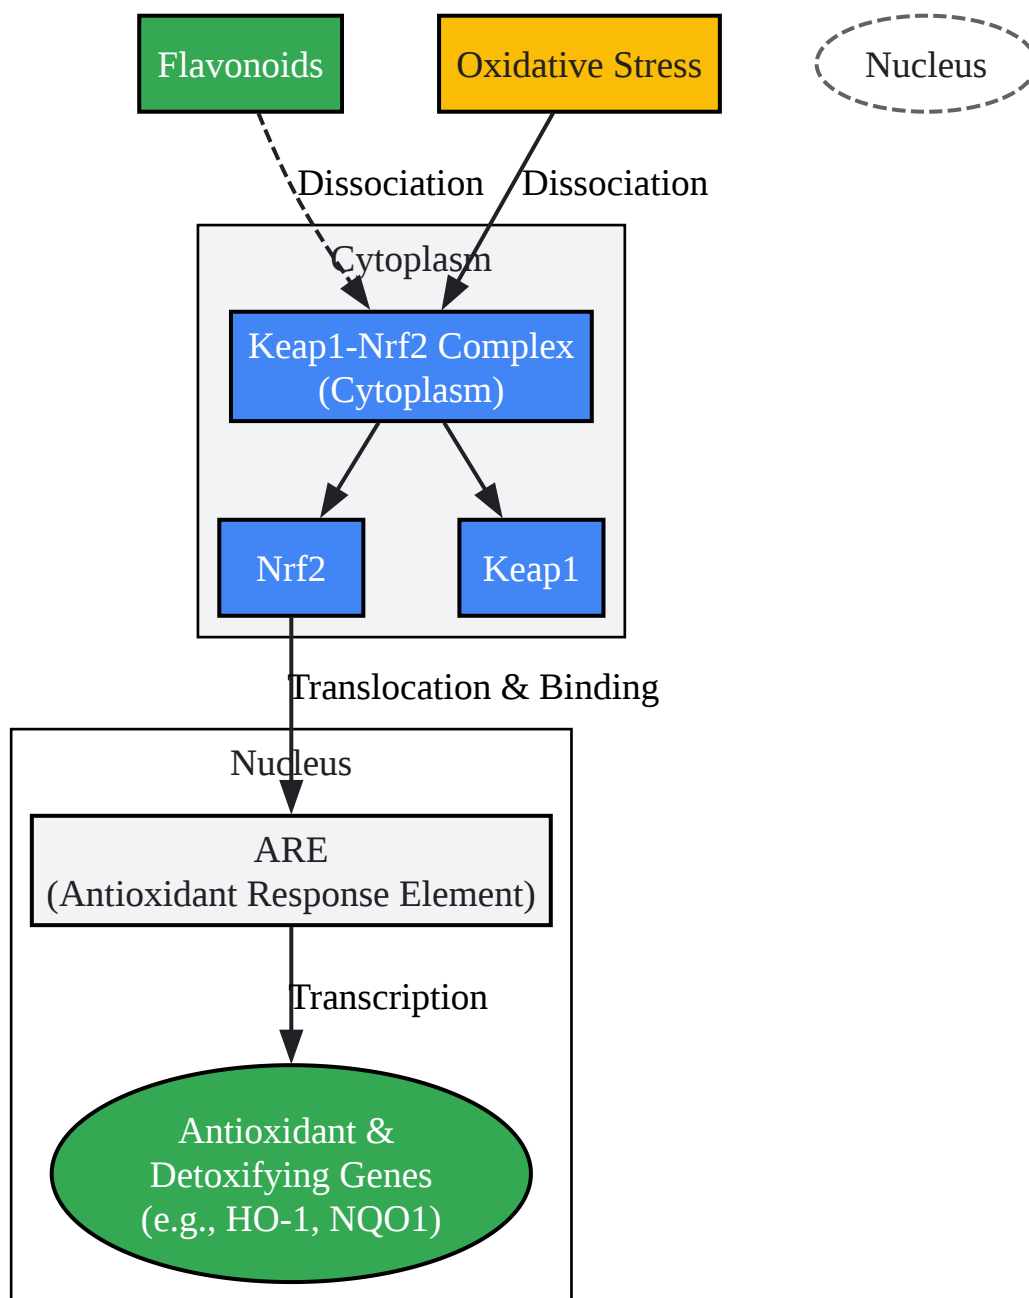 Flavonoids
Oxidative Stress
Nucleus
Dissociation
Dissociation
Cytoplasm
Keap1-Nrf2 Complex
(Cytoplasm)
Nrf2
Keap1
Translocation & Binding
Nucleus
ARE
(Antioxidant Response Element)
Transcription
Antioxidant &
Detoxifying Genes
(e.g., HO-1, NQO1)